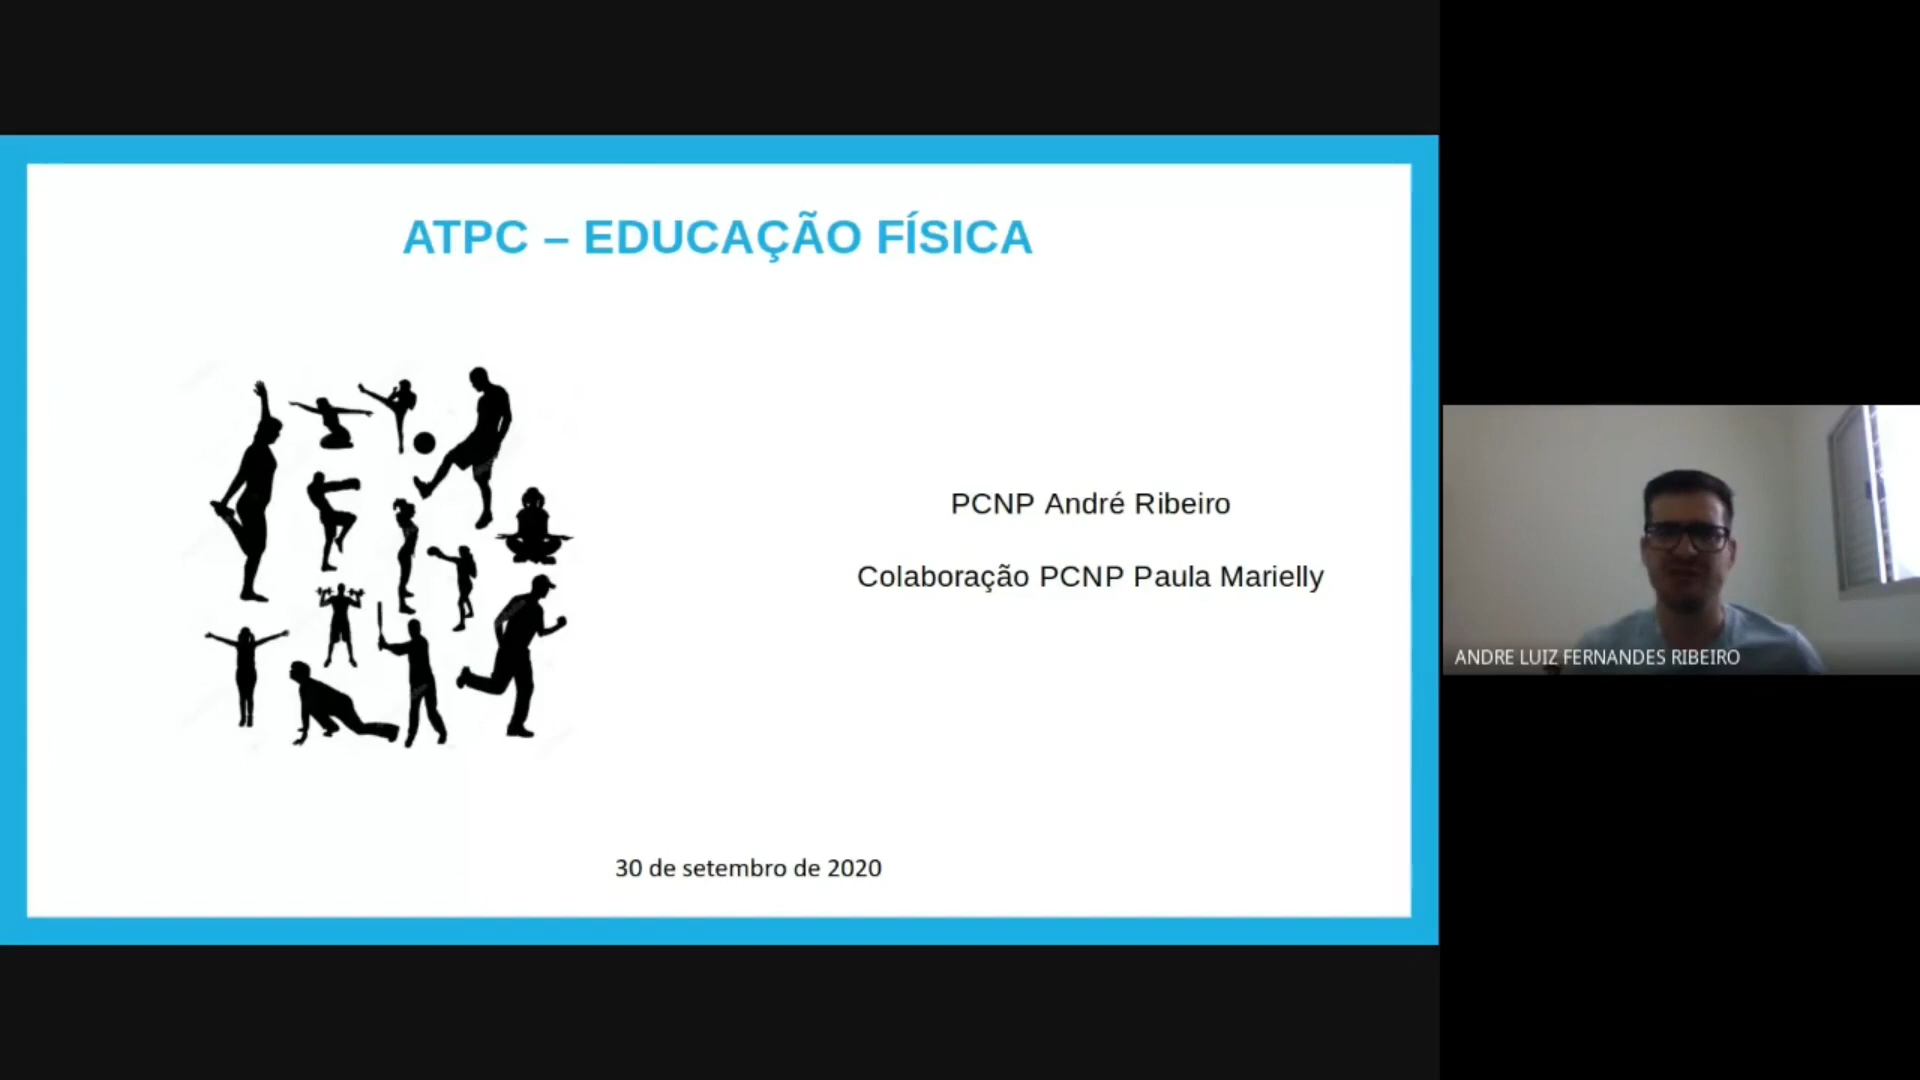 ATPC – EDUCAÇÃO FÍSICA
PCNP André Ribeiro
Colaboração PCNP Paula Marielly
30 de setembro de 2020
ANDRE LUIZ FERNANDES RIBEIRO